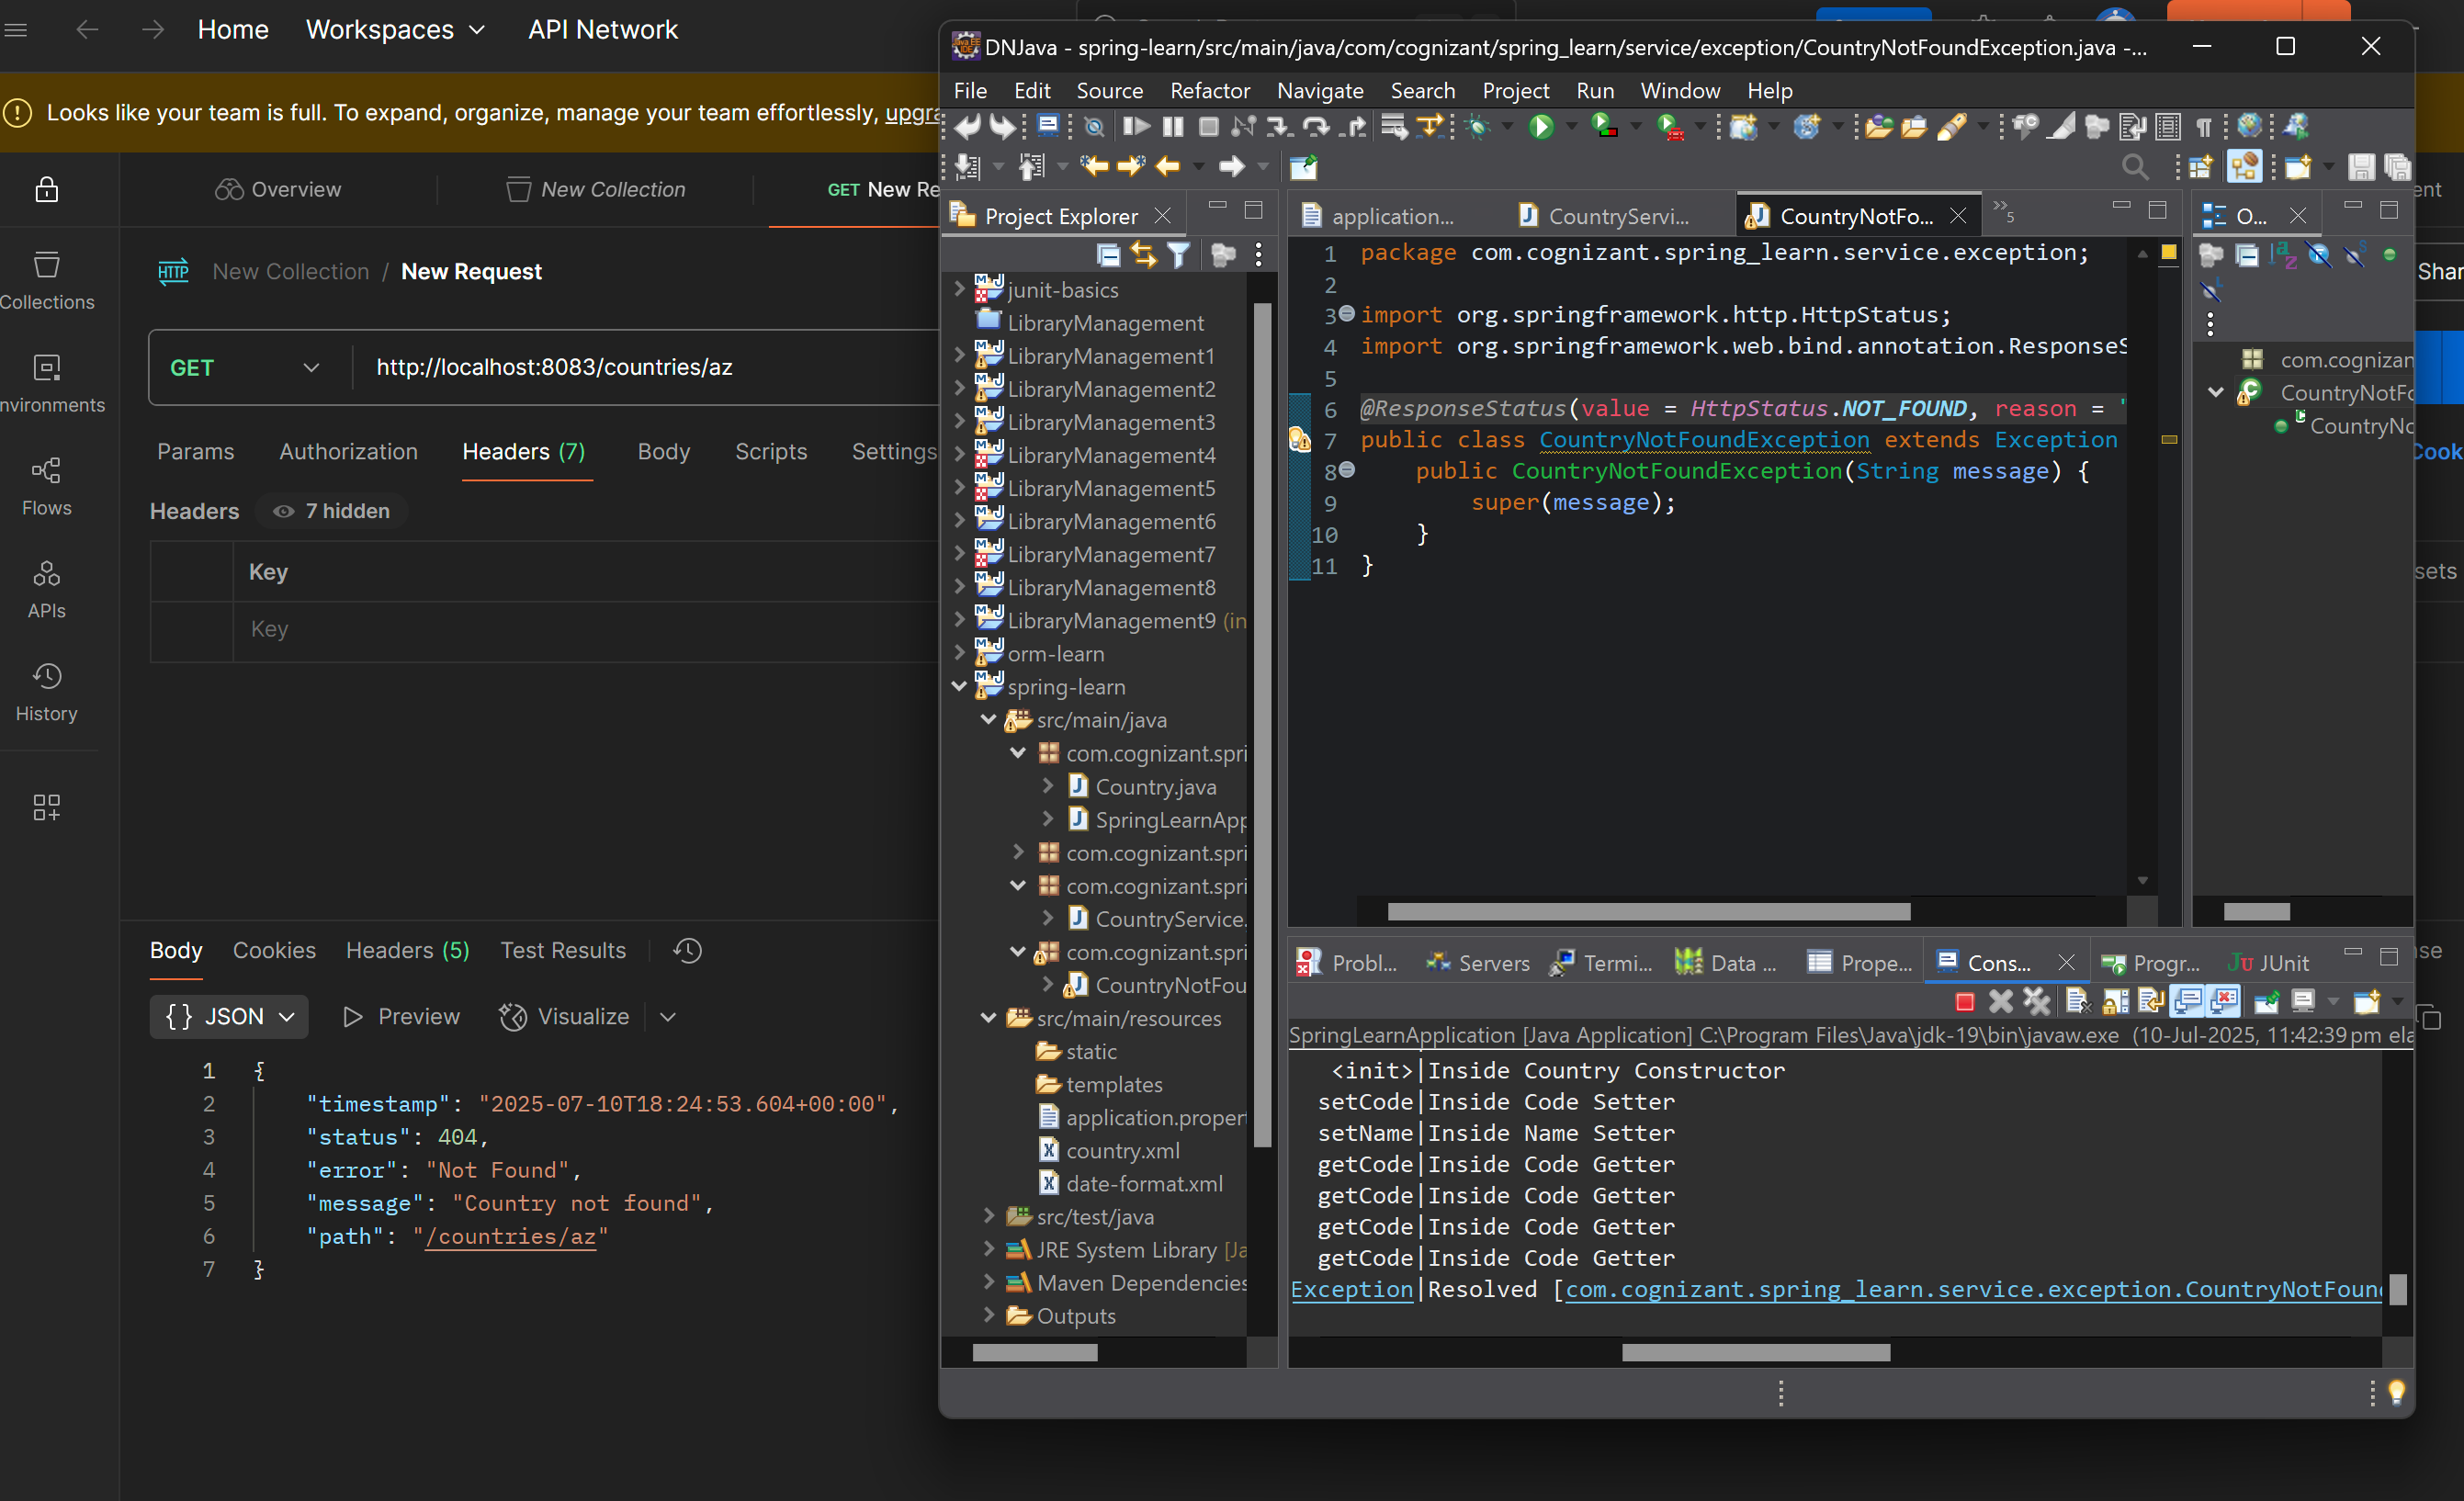 Home
Workspaces
API Network
Looks like your team is full. To expand, organize, manage your team effortlessly, upgra
Overview
New Collection
GET New Re
Collections
nvironments
Flows
APIs
History
HTTP
New Collection / New Request
GET
http://localhost:8083/countries/az
Params
Authorization
Headers (7)
Body
Scripts
Settings
Headers
7 hidden
Key
Key
Body
Cookies
Headers (5)
Test Results
{} JSON
Preview
Visualize
1 {
2 "timestamp": "2025-07-10T18:24:53.604+00:00",
3 "status": 404,
4 "error": "Not Found",
5 "message": "Country not found",
6 "path": "/countries/az"
7 }
DNJava - spring-learn/src/main/java/com/cognizant/spring_learn/service/exception/CountryNotFoundException.java -...
File Edit Source Refactor Navigate Search Project Run Window Help
Project Explorer
junit-basics
LibraryManagement
LibraryManagement1
LibraryManagement2
LibraryManagement3
LibraryManagement4
LibraryManagement5
LibraryManagement6
LibraryManagement7
LibraryManagement8
LibraryManagement9 (in
orm-learn
spring-learn
src/main/java
com.cognizant.spri
Country.java
SpringLearnApp
com.cognizant.spri
com.cognizant.spri
CountryService.
com.cognizant.spri
CountryNotFou
src/main/resources
static
templates
application.proper
country.xml
date-format.xml
src/test/java
JRE System Library [Ja
Maven Dependencies
Outputs
application...
CountryServi...
CountryNotFo...
»5
1 package com.cognizant.spring_learn.service.exception;
2
3 import org.springframework.http.HttpStatus;
4 import org.springframework.web.bind.annotation.ResponseS
5
6 @ResponseStatus(value = HttpStatus.NOT_FOUND, reason = "
7 public class CountryNotFoundException extends Exception
8 public CountryNotFoundException(String message) {
9 super(message);
10 }
11 }
O...
com.cognizan
CountryNotFo
CountryNo
Probl...
Servers
Termi...
Data ...
Prope...
Cons...
Progr...
JUnit
SpringLearnApplication [Java Application] C:\Program Files\Java\jdk-19\bin\javaw.exe (10-Jul-2025, 11:42:39 pm ela
<init>|Inside Country Constructor
setCode|Inside Code Setter
setName|Inside Name Setter
getCode|Inside Code Getter
getCode|Inside Code Getter
getCode|Inside Code Getter
getCode|Inside Code Getter
Exception|Resolved [com.cognizant.spring_learn.service.exception.CountryNotFoun
ent
Shar
Cook
sets
se